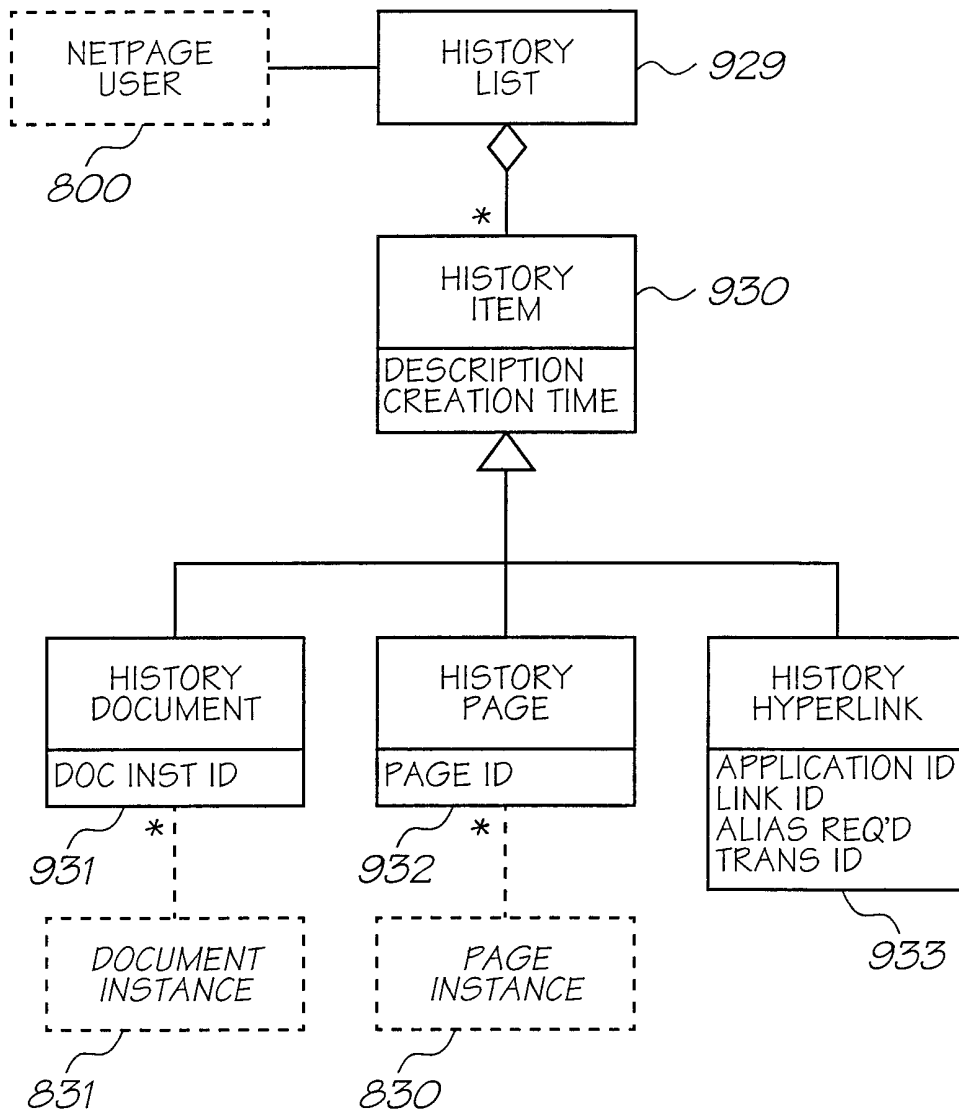 NETPAGE
USER
800
HISTORY
LIST
929
*
HISTORY
ITEM
930
DESCRIPTION
CREATION TIME
HISTORY
DOCUMENT
DOC INST ID
931
*
HISTORY
PAGE
PAGE ID
932
*
HISTORY
HYPERLINK
APPLICATION ID
LINK ID
ALIAS REQ'D
TRANS ID
933
DOCUMENT
INSTANCE
831
PAGE
INSTANCE
830